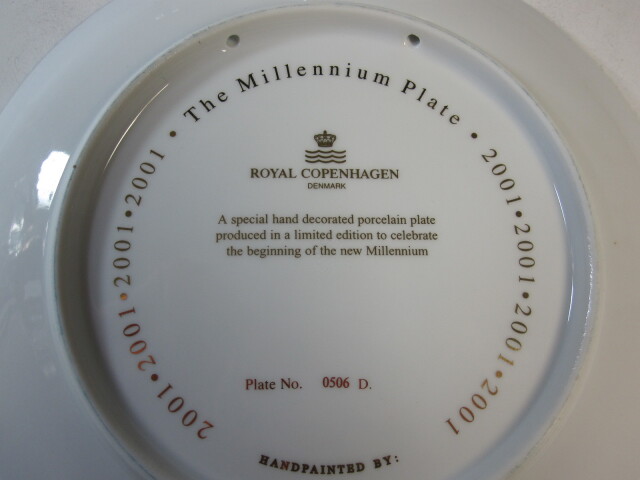 The Millennium Plate
• 2001 • 2001 • 2001 • 2001
2001 • 2001 • 2001 • 2001 •
ROYAL COPENHAGEN
DENMARK
A special hand decorated porcelain plate
produced in a limited edition to celebrate
the beginning of the new Millennium
Plate No. 0506 D.
HANDPAINTED BY: